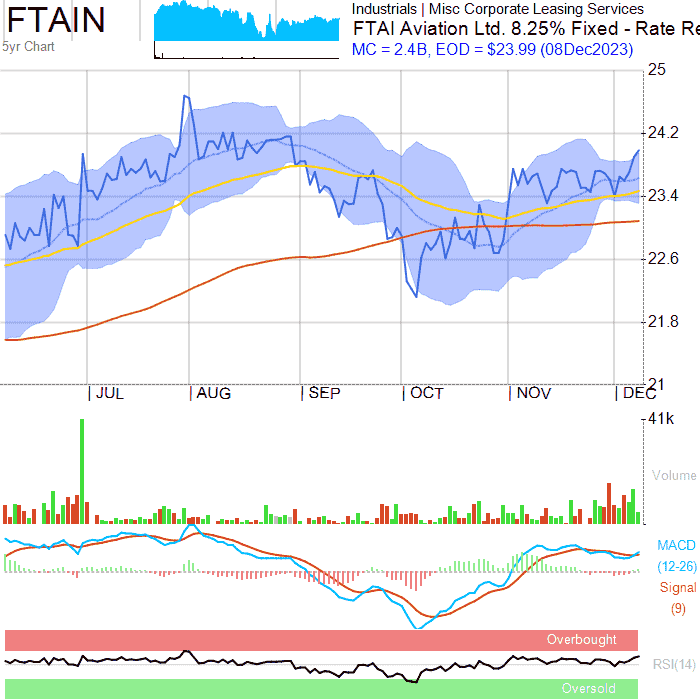 FTAIN
5yr Chart
Industrials | Misc Corporate Leasing Services
FTAI Aviation Ltd. 8.25% Fixed - Rate Re
MC = 2.4B, EOD = $23.99 (08Dec2023)
25
24.2
23.4
22.6
21.8
21
JUL AUG SEP OCT NOV DEC
41k
Volume
MACD
(12-26)
Signal
(9)
Overbought
RSI(14)
Oversold